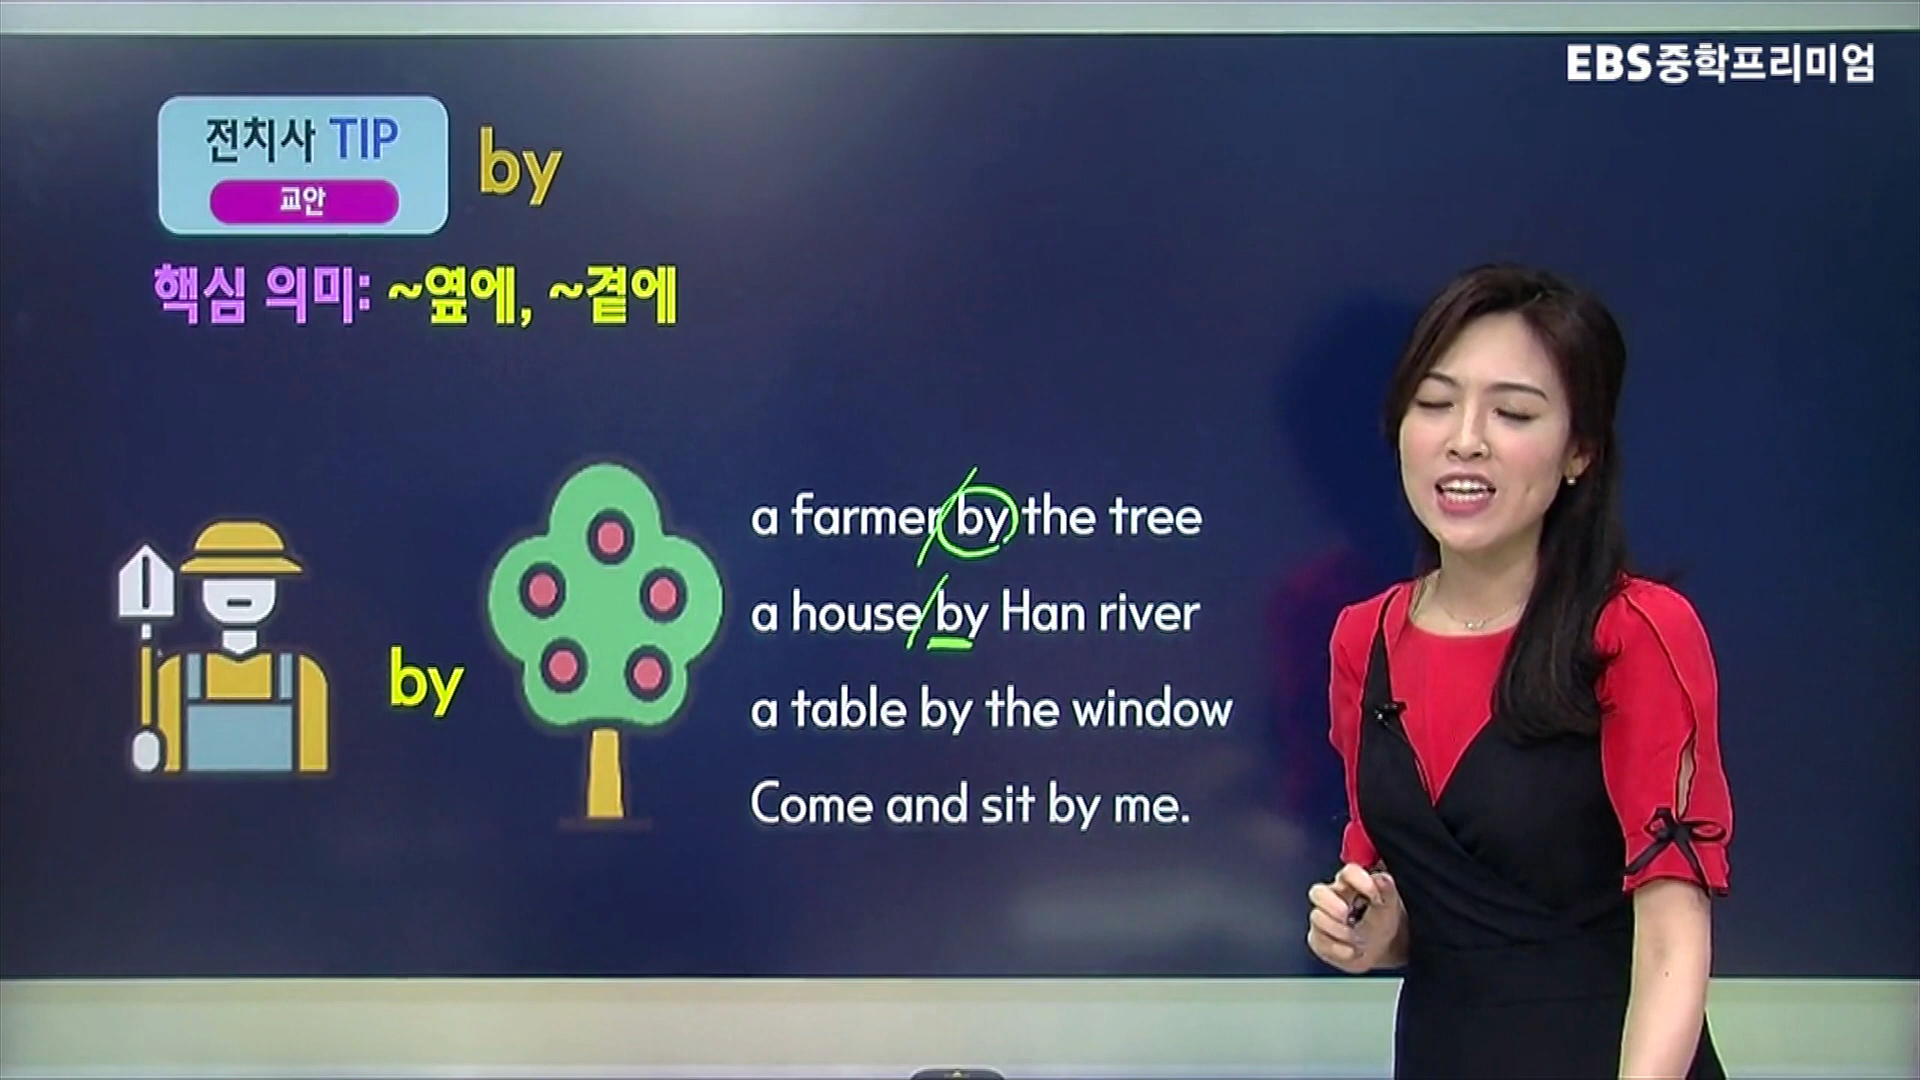 EBS중학프리미엄
전치사 TIP
교안
by
핵심 의미: ~옆에, ~곁에
by
a farmer by the tree
a house by Han river
a table by the window
Come and sit by me.